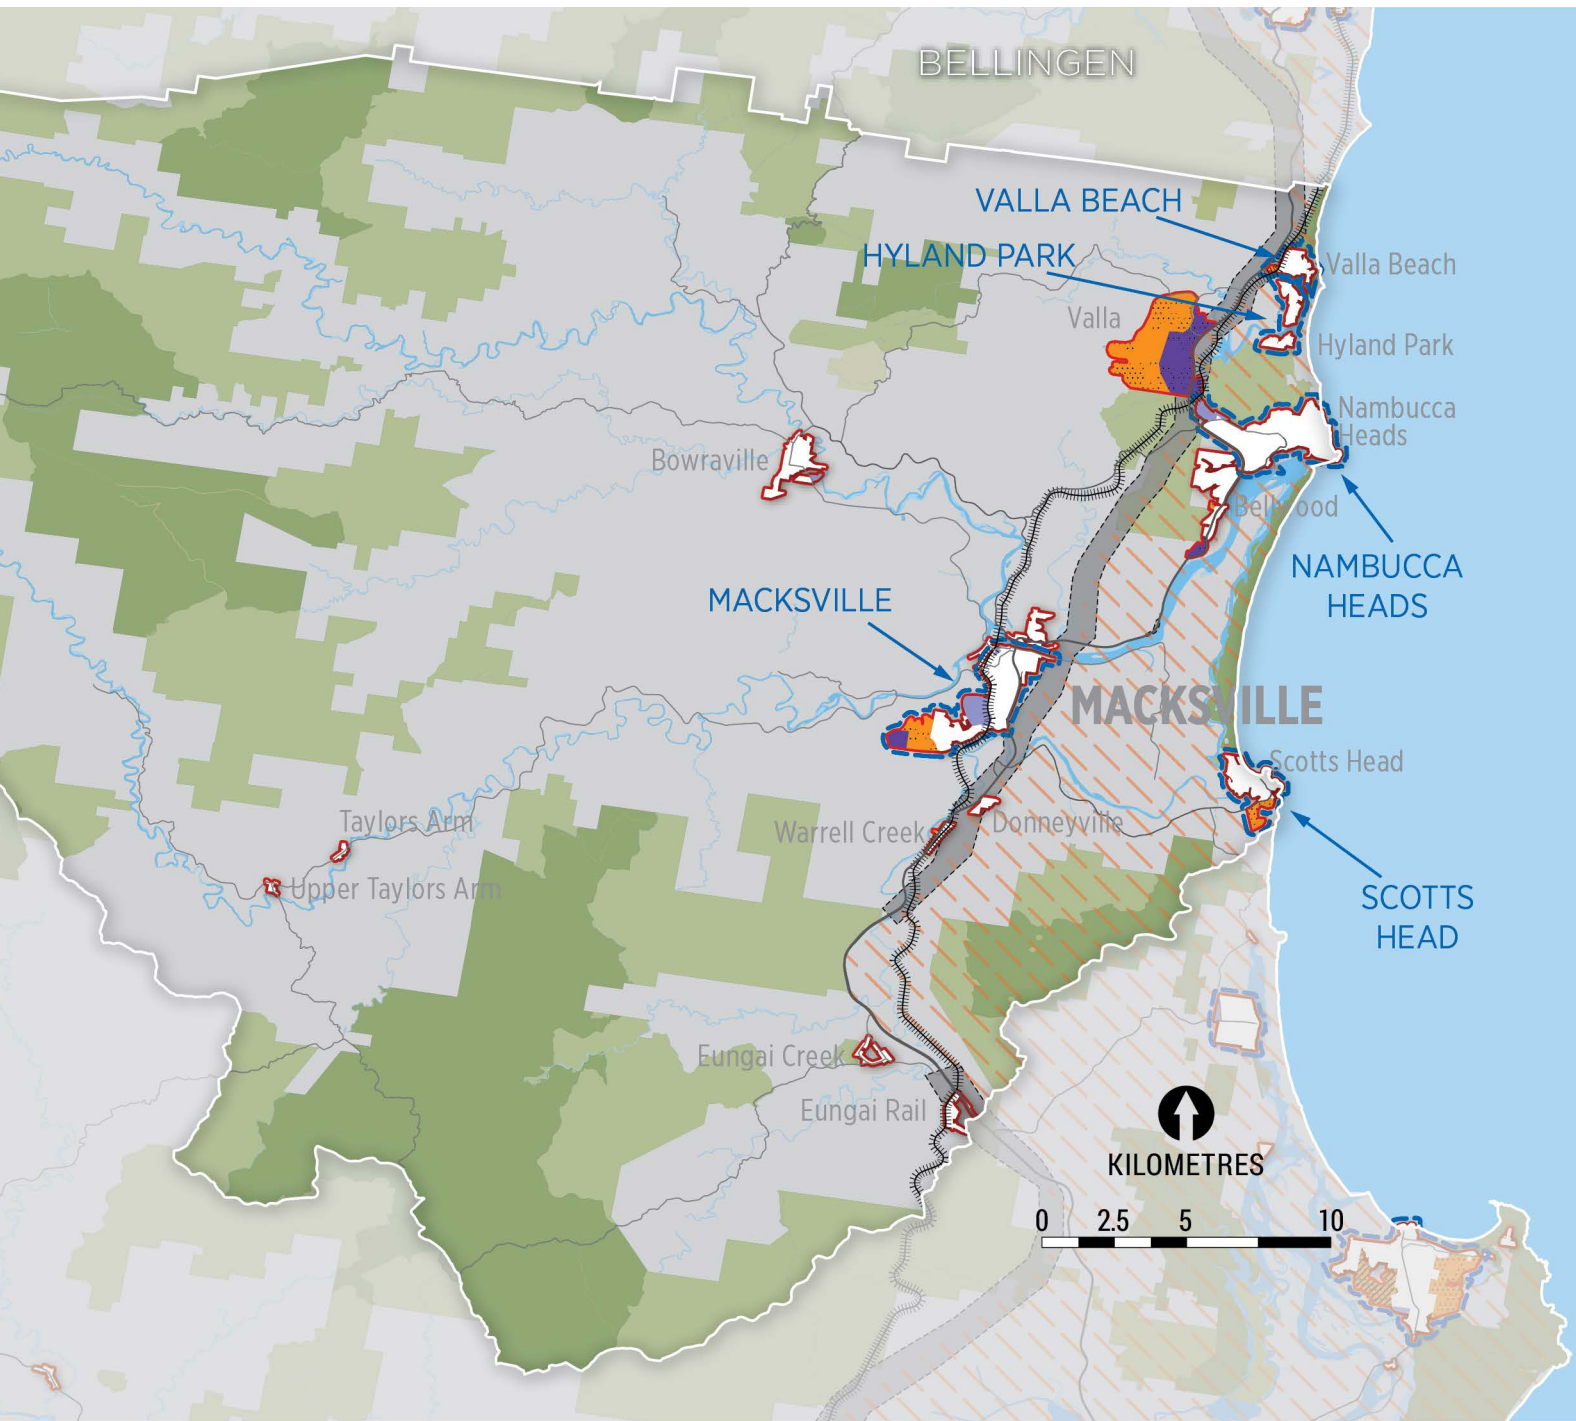 BELLINGEN
VALLA BEACH
HYLAND PARK
Valla Beach
Valla
Hyland Park
Nambucca
Heads
Bowraville
Bellwood
NAMBUCCA
HEADS
MACKSVILLE
MACKSVILLE
Scotts Head
Taylors Arm
Warrell Creek
Donneyville
Upper Taylors Arm
SCOTTS
HEAD
Eungai Creek
Eungai Rail
KILOMETRES
0 2.5 5 10